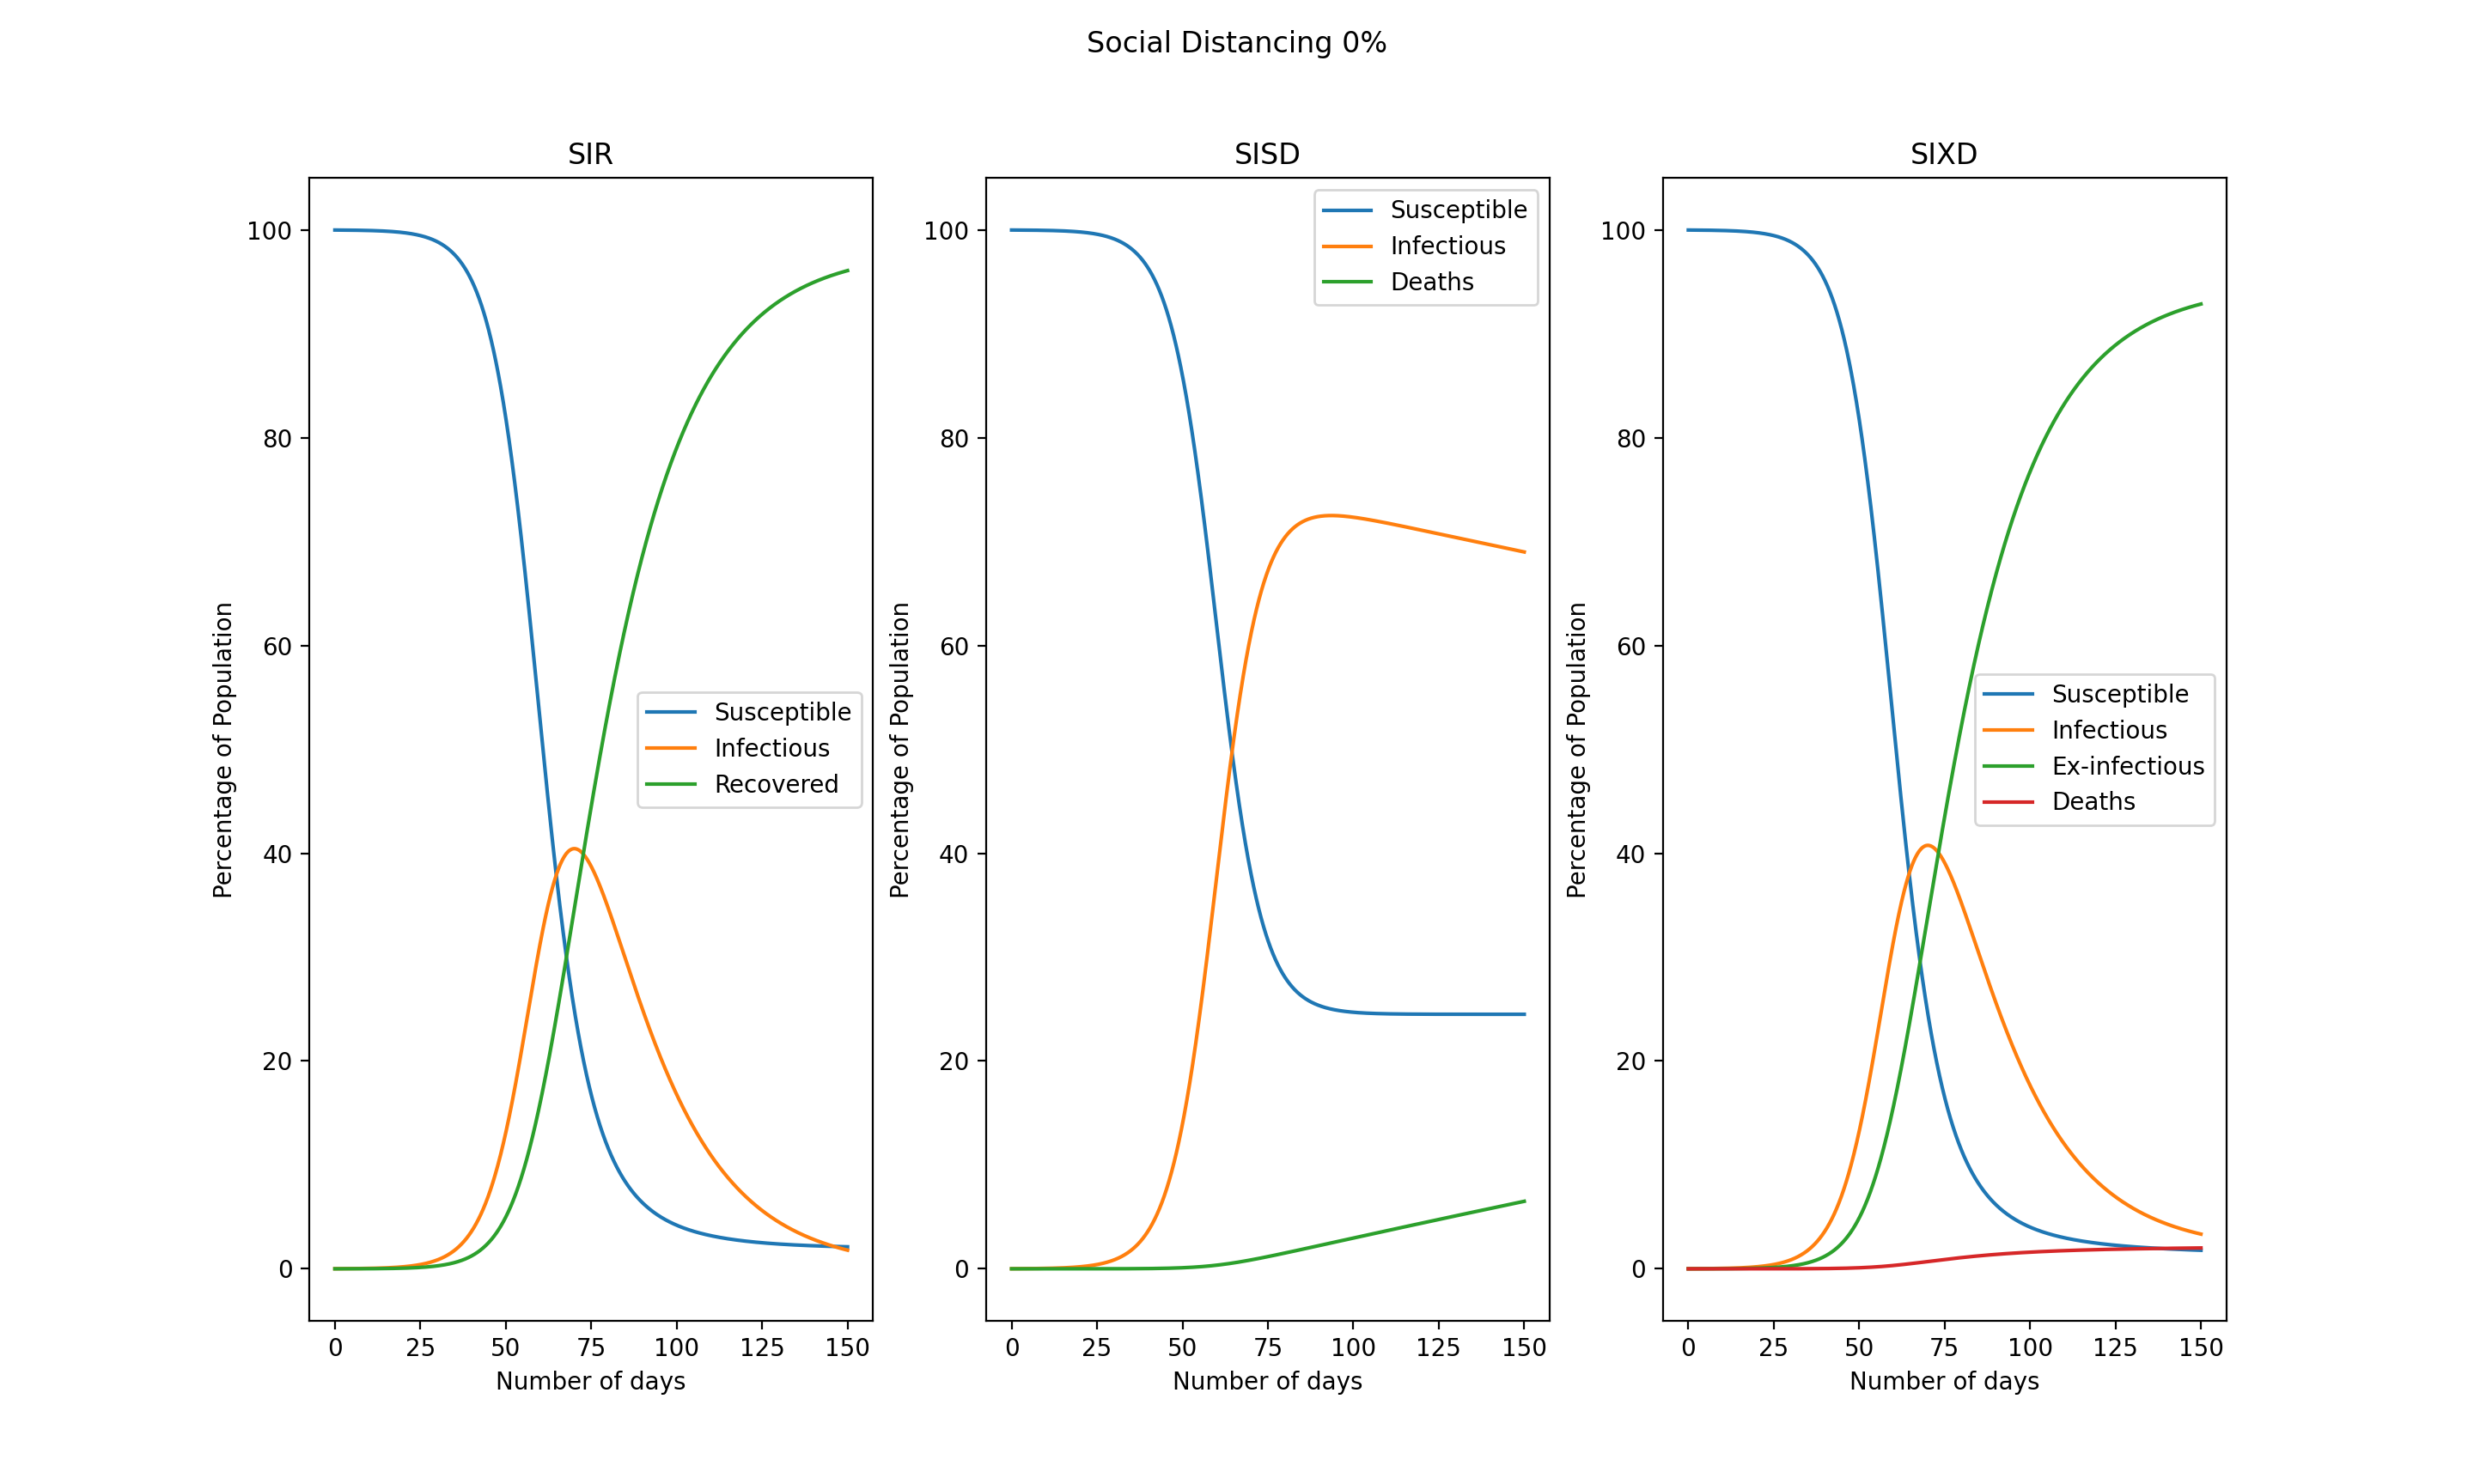 Social Distancing 0%
SIR
100
80
60
40
20
0
Percentage of Population
Susceptible
Infectious
Recovered
0 25 50 75 100 125 150
Number of days
SISD
100
80
60
40
20
0
Percentage of Population
Susceptible
Infectious
Deaths
0 25 50 75 100 125 150
Number of days
SIXD
100
80
60
40
20
0
Percentage of Population
Susceptible
Infectious
Ex-infectious
Deaths
0 25 50 75 100 125 150
Number of days